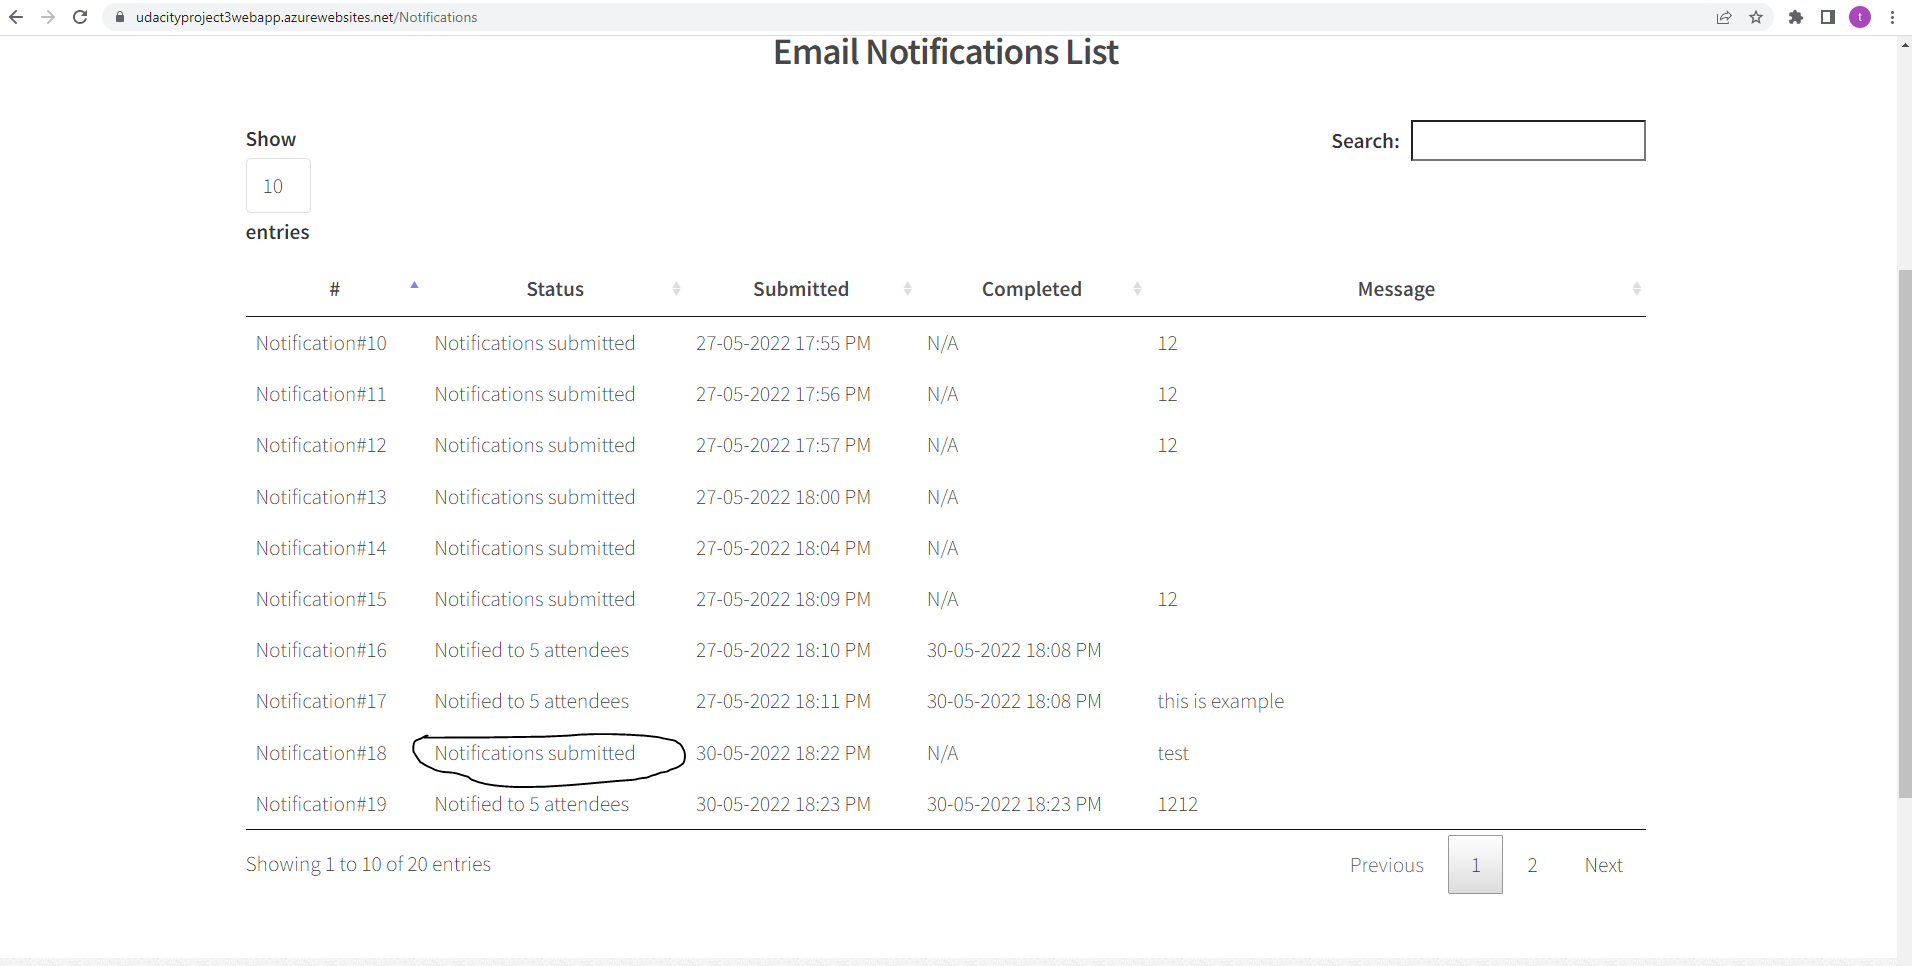 udacityproject3webapp.azurewebsites.net/Notifications
t
Email Notifications List
Show
10
entries
Search:
# Status Submitted Completed Message
Notification#10 Notifications submitted 27-05-2022 17:55 PM N/A 12
Notification#11 Notifications submitted 27-05-2022 17:56 PM N/A 12
Notification#12 Notifications submitted 27-05-2022 17:57 PM N/A 12
Notification#13 Notifications submitted 27-05-2022 18:00 PM N/A
Notification#14 Notifications submitted 27-05-2022 18:04 PM N/A
Notification#15 Notifications submitted 27-05-2022 18:09 PM N/A 12
Notification#16 Notified to 5 attendees 27-05-2022 18:10 PM 30-05-2022 18:08 PM
Notification#17 Notified to 5 attendees 27-05-2022 18:11 PM 30-05-2022 18:08 PM this is example
Notification#18 Notifications submitted 30-05-2022 18:22 PM N/A test
Notification#19 Notified to 5 attendees 30-05-2022 18:23 PM 30-05-2022 18:23 PM 1212
Showing 1 to 10 of 20 entries Previous 1 2 Next